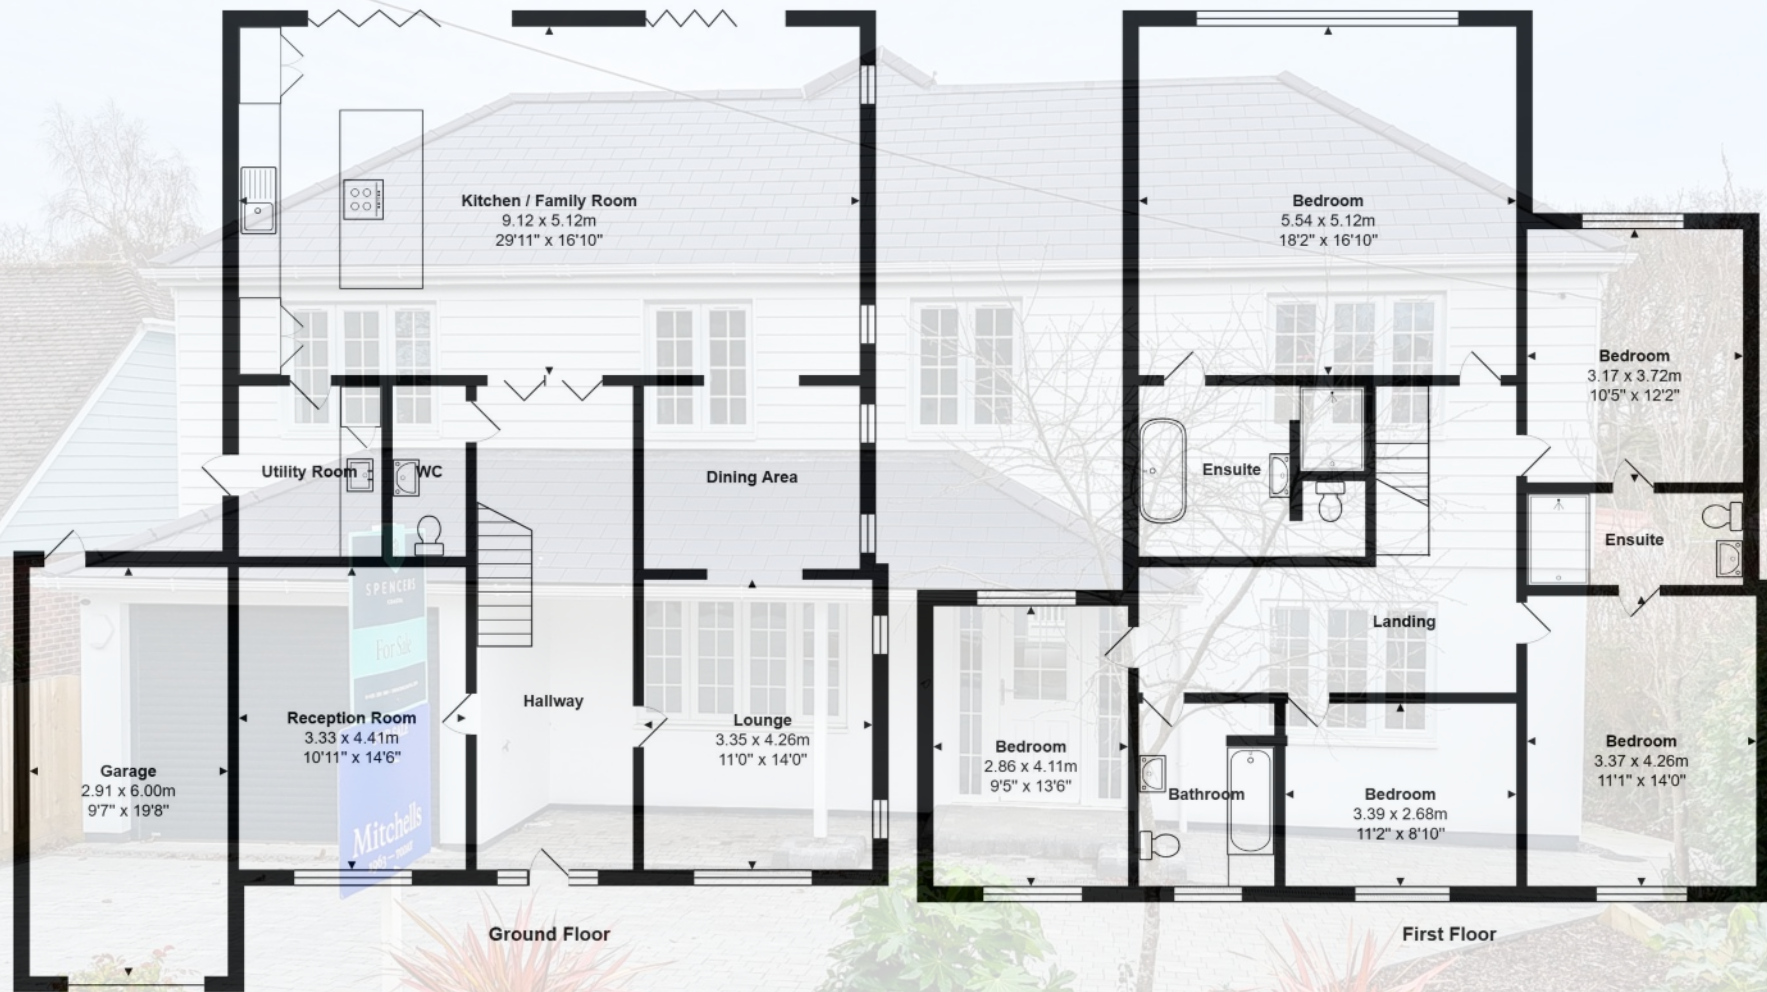 Kitchen / Family Room
9.12 x 5.12m
29'11" x 16'10"
Utility Room
WC
Dining Area
Reception Room
3.33 x 4.41m
10'11" x 14'6"
Hallway
Lounge
3.35 x 4.26m
11'0" x 14'0"
Garage
2.91 x 6.00m
9'7" x 19'8"
Ground Floor
SPENCERS
For Sale
Mitchells
Bedroom
5.54 x 5.12m
18'2" x 16'10"
Bedroom
3.17 x 3.72m
10'5" x 12'2"
Ensuite
Ensuite
Landing
Bedroom
2.86 x 4.11m
9'5" x 13'6"
Bathroom
Bedroom
3.39 x 2.68m
11'2" x 8'10"
Bedroom
3.37 x 4.26m
11'1" x 14'0"
First Floor